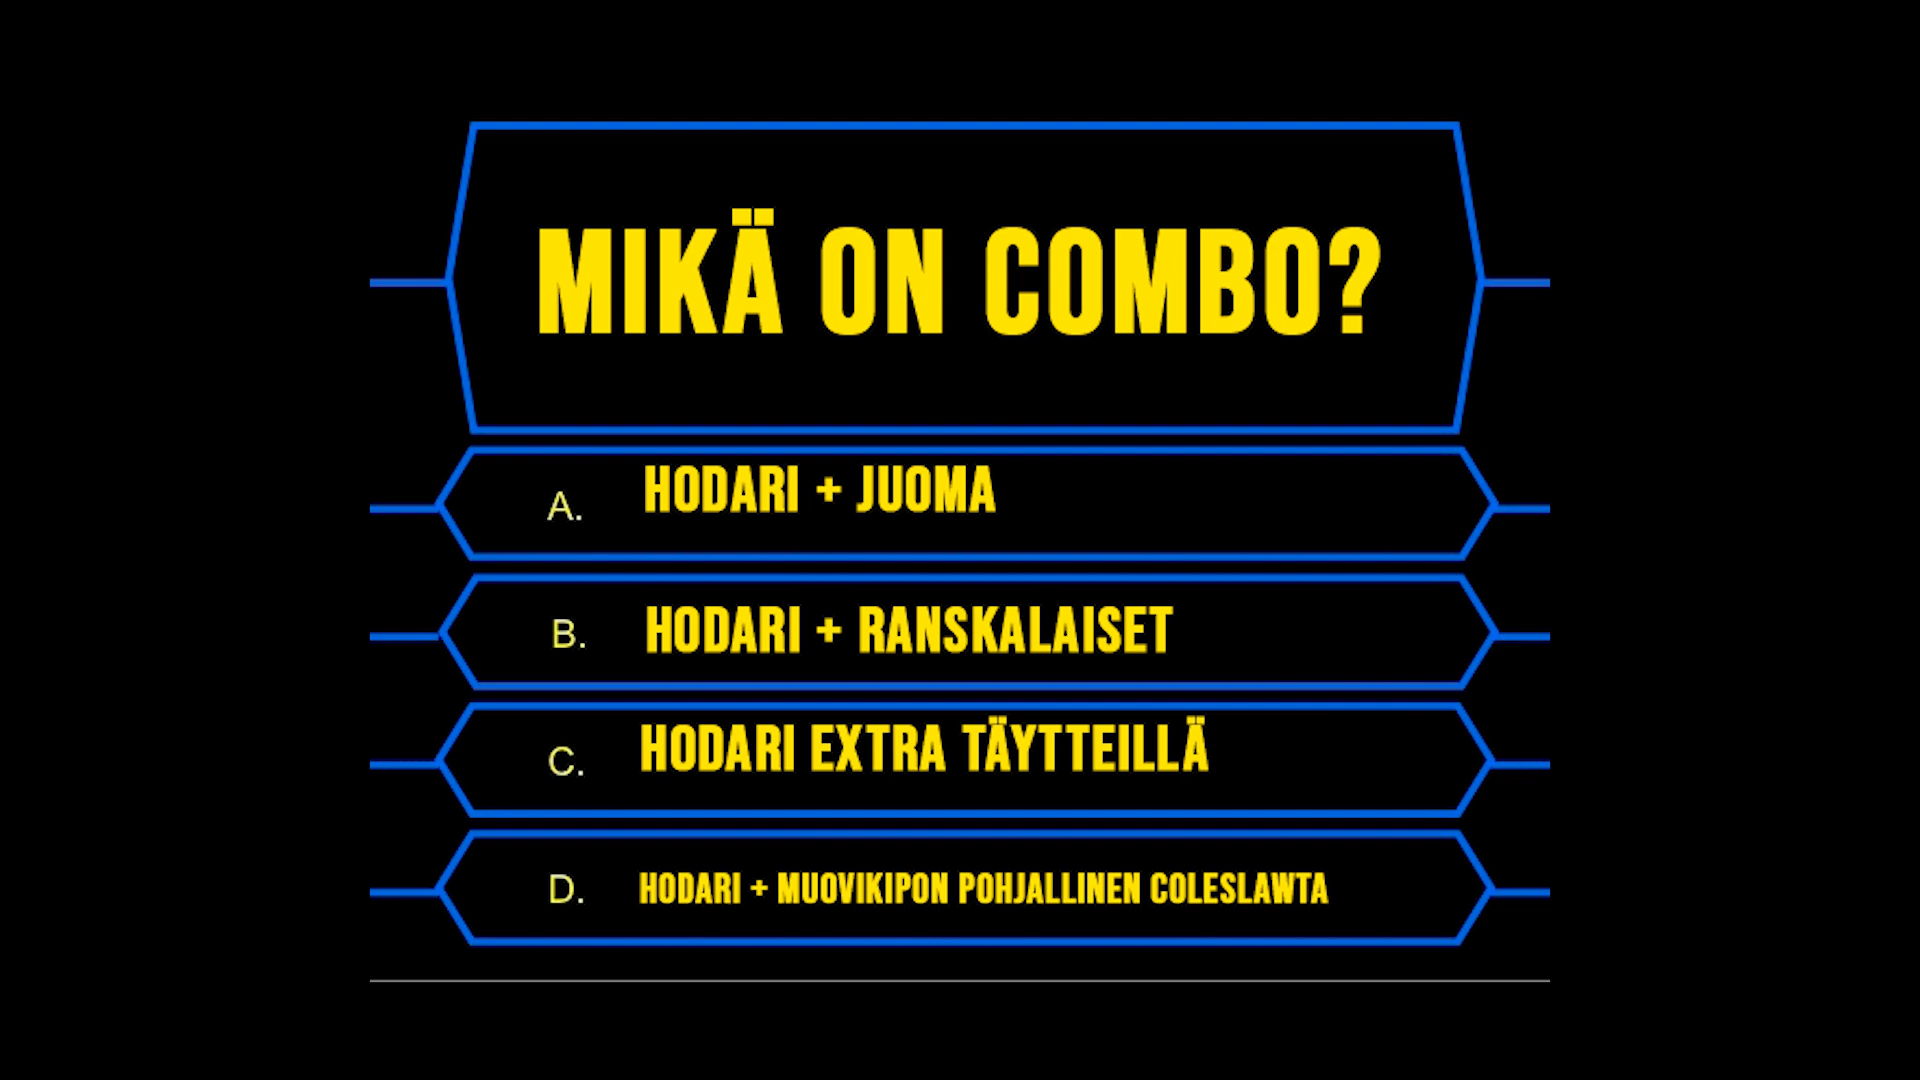 MIKÄ ON COMBO?
A. HODARI + JUOMA
B. HODARI + RANSKALAISET
C. HODARI EXTRA TÄYTTEILLÄ
D. HODARI + MUOVIKIPON POHJALLINEN COLESLAWTA